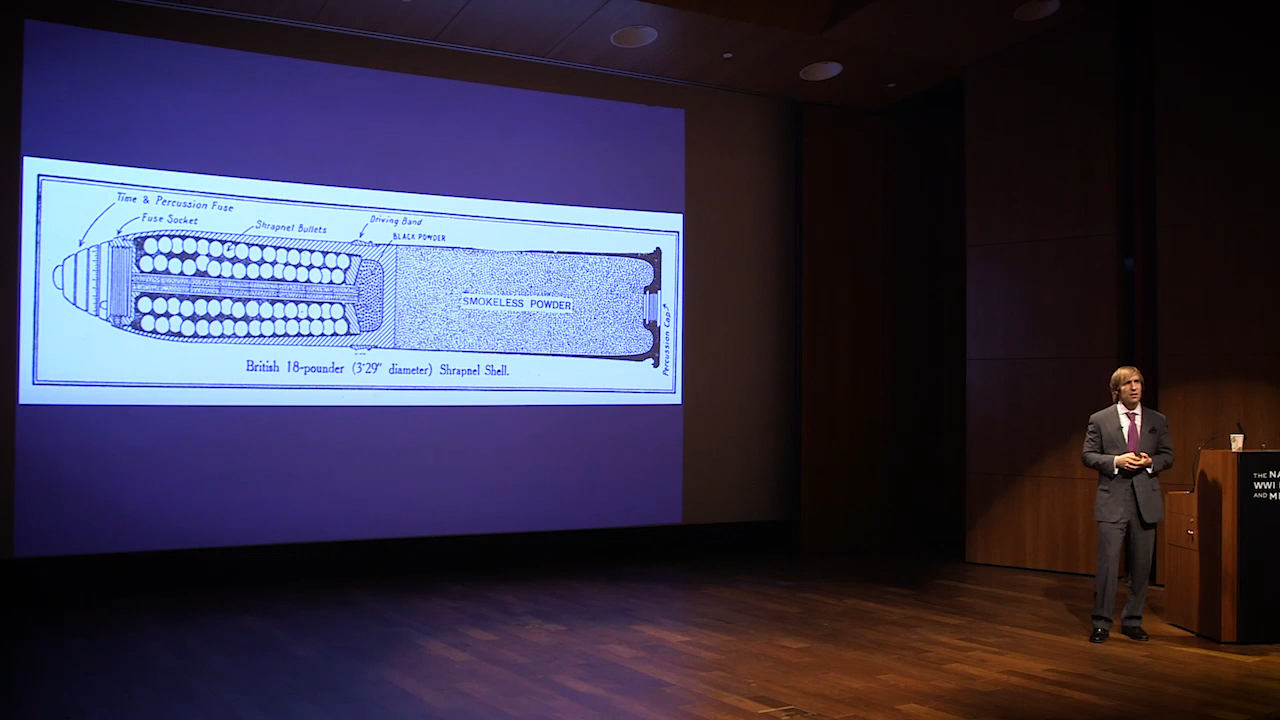 Time & Percussion Fuse
Fuse Socket
Shrapnel Bullets
Driving Band
BLACK POWDER
SMOKELESS POWDER
Percussion Cap
British 18-pounder (3·29" diameter) Shrapnel Shell.
THE NA
WWI
AND M